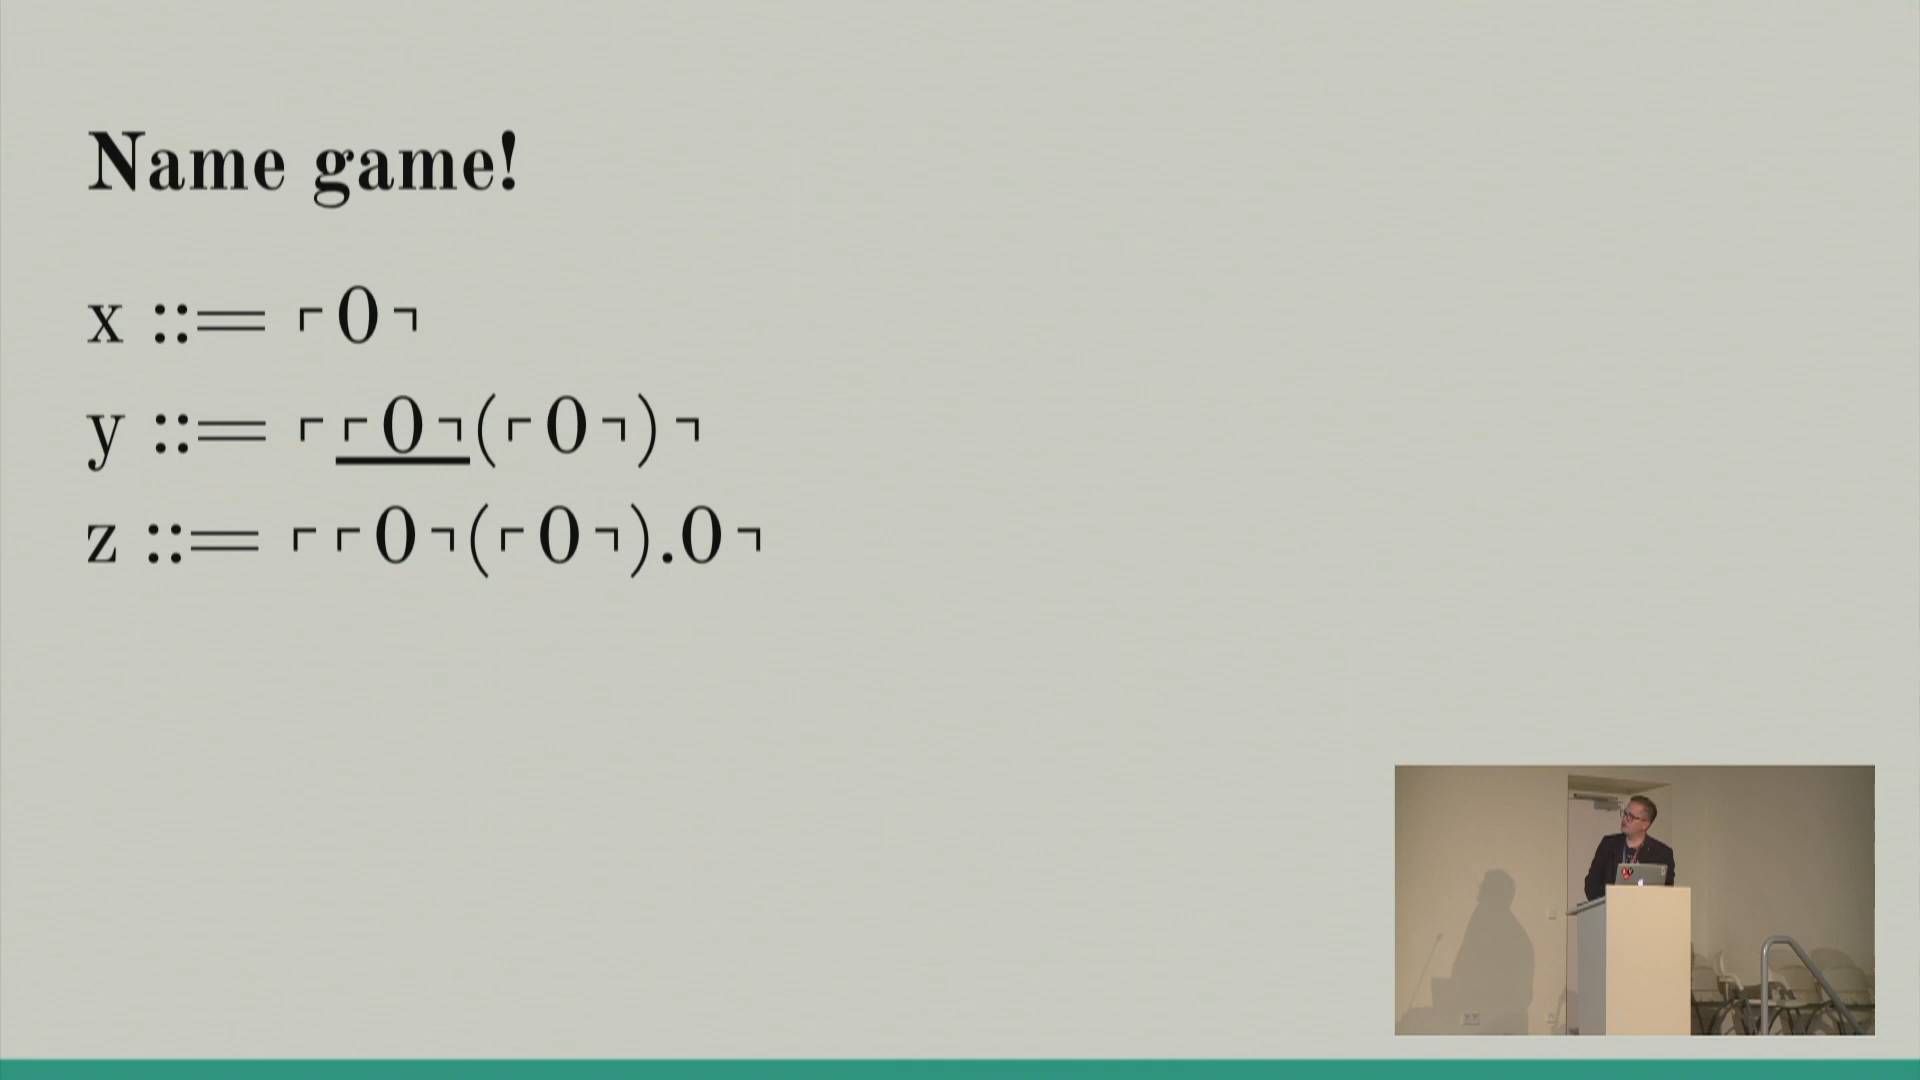 Name game!
x ::= ⌜0⌝
y ::= ⌜⌜0⌝(⌜0⌝)⌝
z ::= ⌜⌜0⌝(⌜0⌝).0⌝